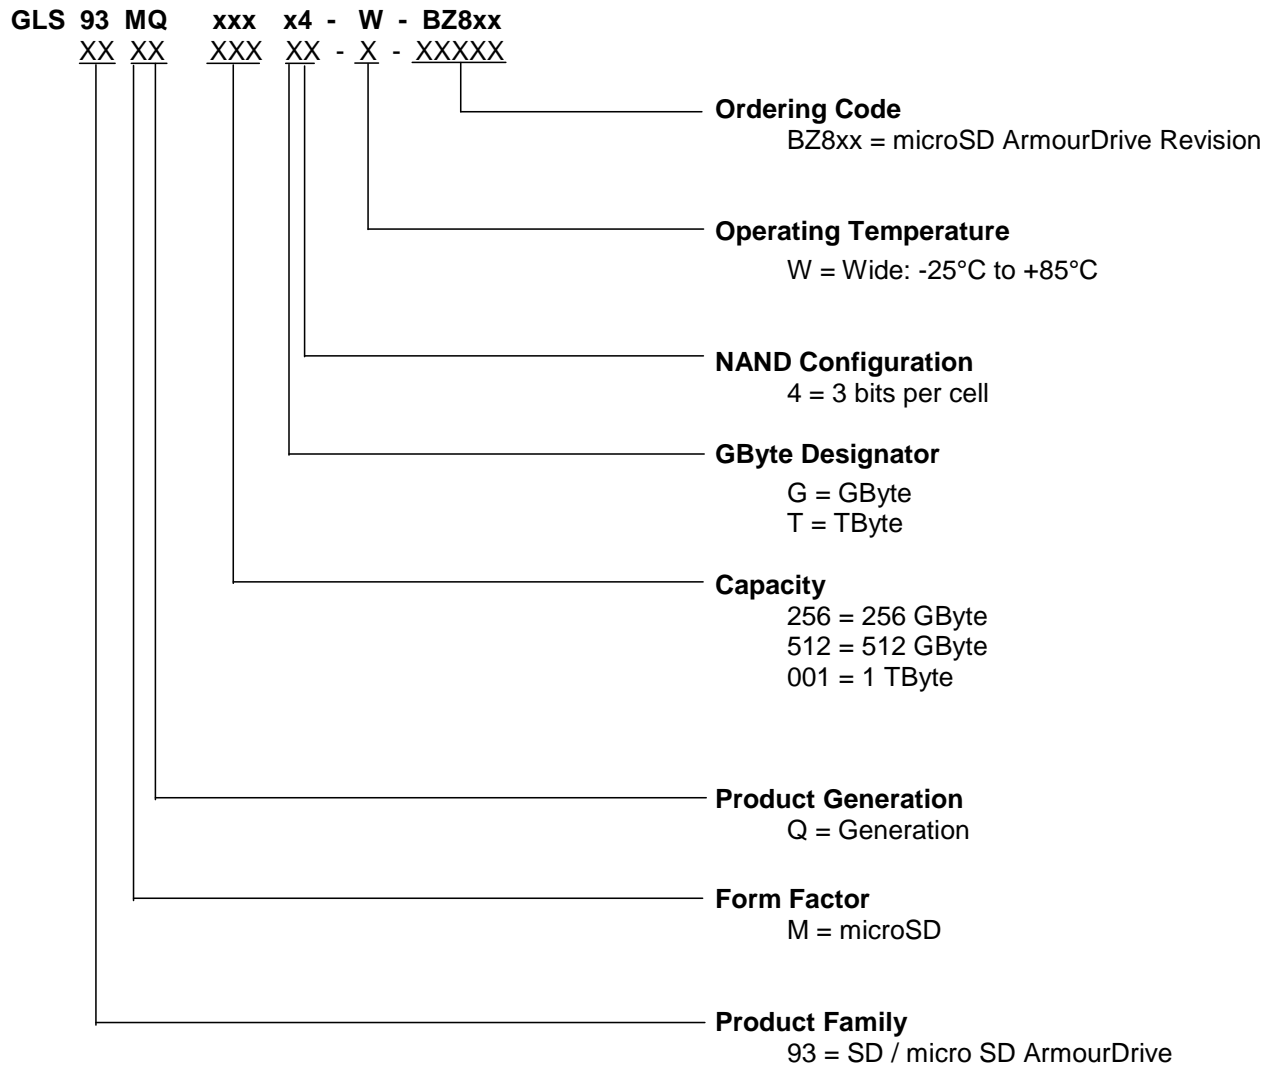 GLS 93 MQ xxx x4 - W - BZ8xx
XX XX XXX XX - X - XXXXX
Ordering Code
BZ8xx = microSD ArmourDrive Revision
Operating Temperature
W = Wide: -25°C to +85°C
NAND Configuration
4 = 3 bits per cell
GByte Designator
G = GByte
T = TByte
Capacity
256 = 256 GByte
512 = 512 GByte
001 = 1 TByte
Product Generation
Q = Generation
Form Factor
M = microSD
Product Family
93 = SD / micro SD ArmourDrive